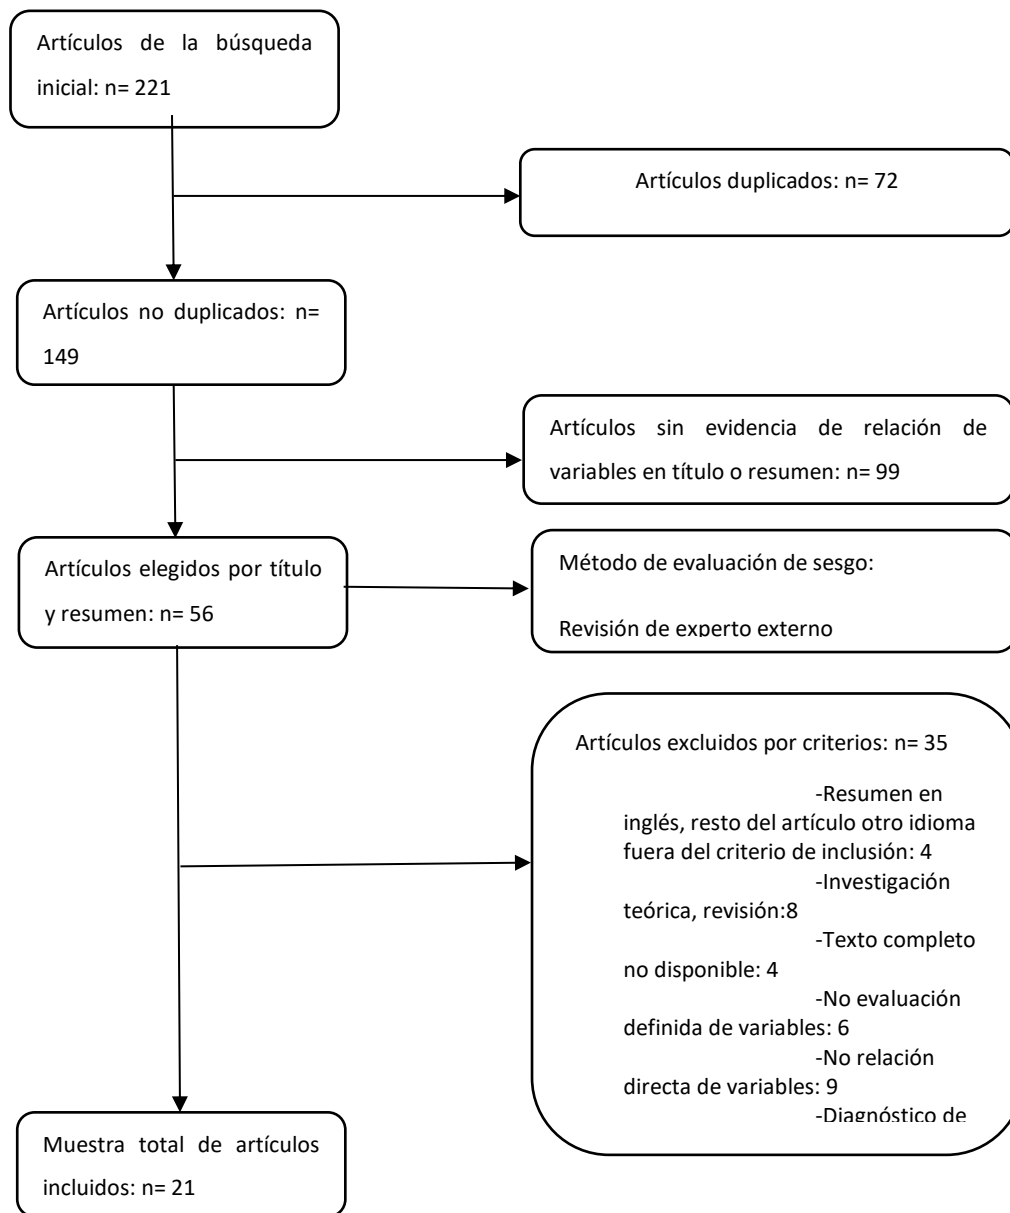 Artículos de la búsqueda
inicial: n= 221
Artículos duplicados: n= 72
Artículos no duplicados: n=
149
Artículos sin evidencia de relación de
variables en título o resumen: n= 99
Artículos elegidos por título
y resumen: n= 56
Método de evaluación de sesgo:
Revisión de experto externo
Artículos excluidos por criterios: n= 35
-Resumen en
inglés, resto del artículo otro idioma
fuera del criterio de inclusión: 4
-Investigación
teórica, revisión:8
-Texto completo
no disponible: 4
-No evaluación
definida de variables: 6
-No relación
directa de variables: 9
-Diagnóstico de
Muestra total de artículos
incluidos: n= 21